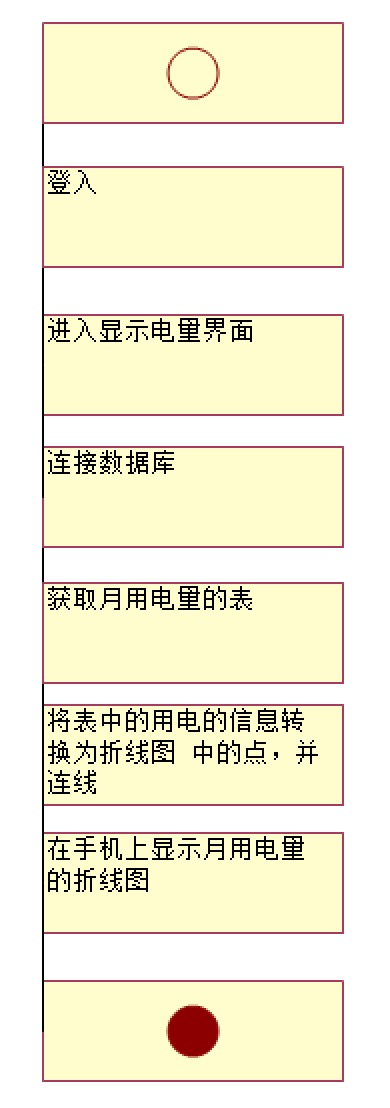 登入
进入显示电量界面
连接数据库
获取月用电量的表
将表中的用电的信息转
换为折线图 中的点，并
连线
在手机上显示月用电量
的折线图